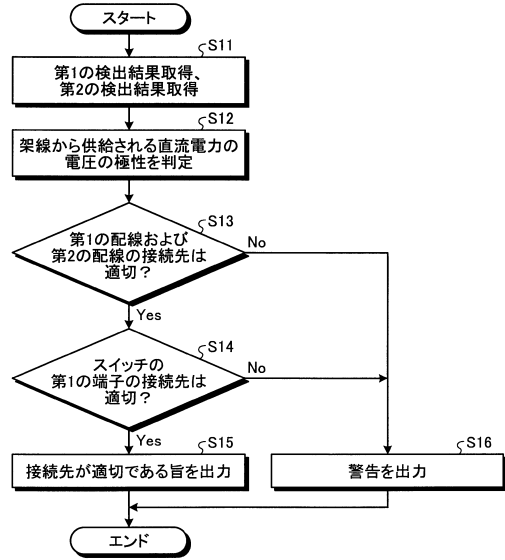 スタート
S11
第1の検出結果取得、
第2の検出結果取得
S12
架線から供給される直流電力の
電圧の極性を判定
S13
第1の配線および
第2の配線の接続先は
適切?
No
Yes
S14
スイッチの
第1の端子の接続先は
適切?
No
Yes
S15
接続先が適切である旨を出力
S16
警告を出力
エンド